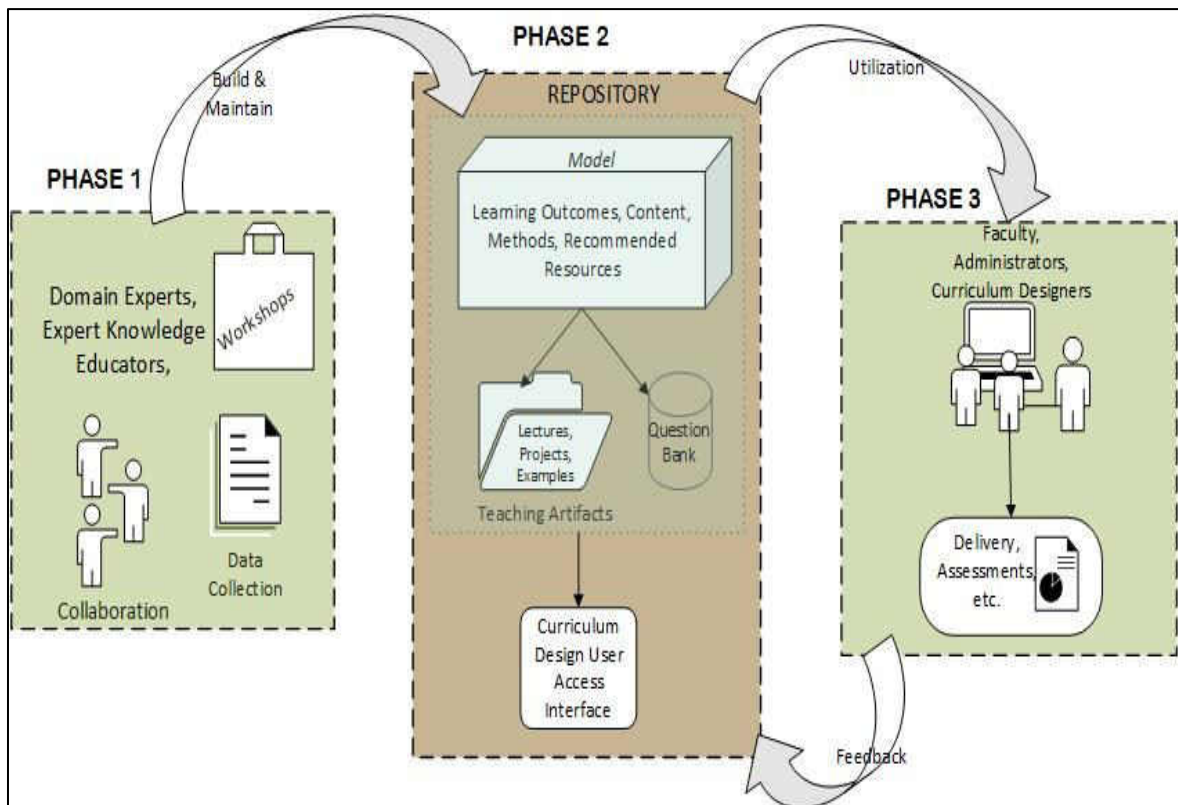 PHASE 1
Domain Experts,
Expert Knowledge
Educators,
Workshops
Collaboration
Data
Collection
Build &
Maintain
PHASE 2
REPOSITORY
Model
Learning Outcomes, Content,
Methods, Recommended
Resources
Lectures,
Projects,
Examples
Question
Bank
Teaching Artifacts
Curriculum
Design User
Access
Interface
Utilization
PHASE 3
Faculty,
Administrators,
Curriculum Designers
Delivery,
Assessments,
etc.
Feedback